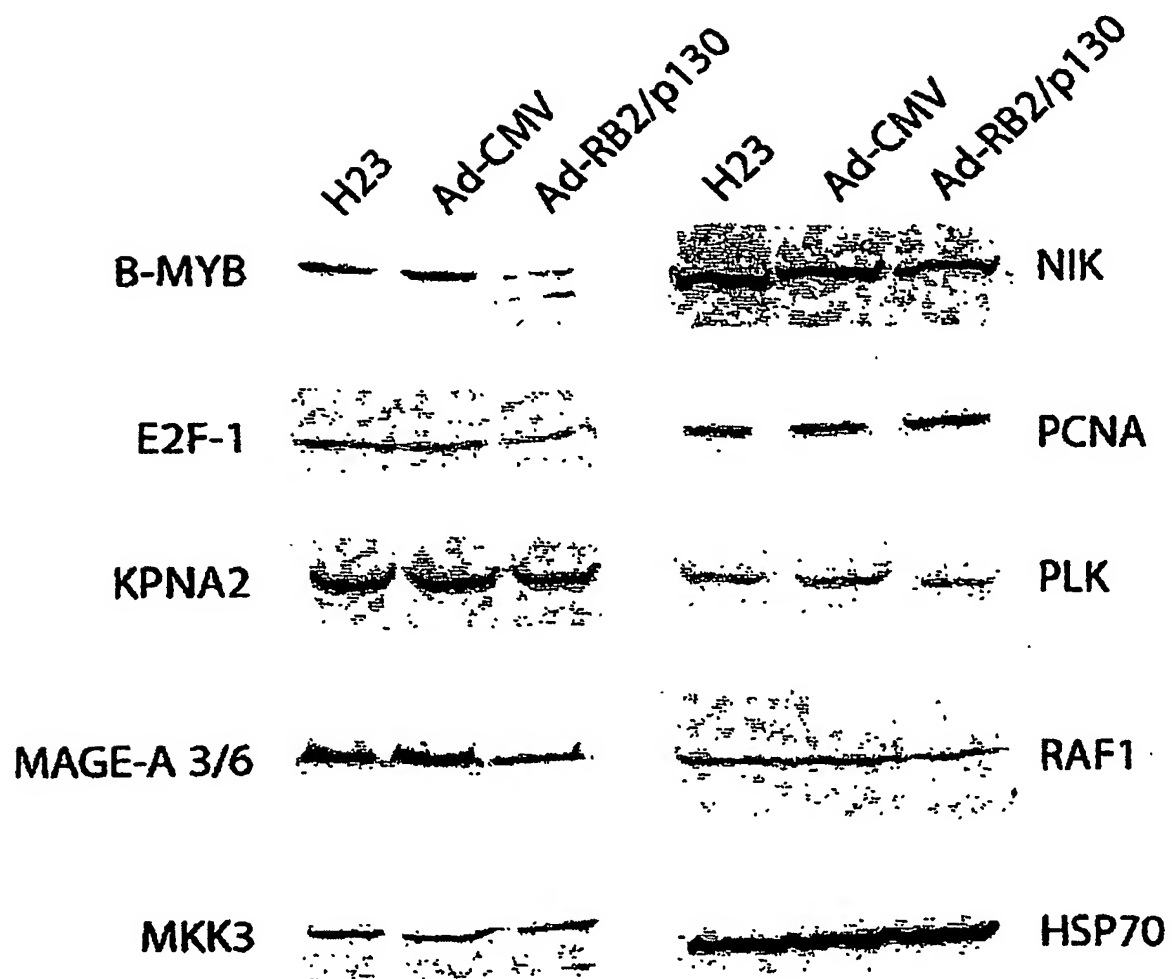 H23 Ad-CMV Ad-RB2/p130 H23 Ad-CMV Ad-RB2/p130
B-MYB NIK
E2F-1 PCNA
KPNA2 PLK
MAGE-A 3/6 RAF1
MKK3 HSP70